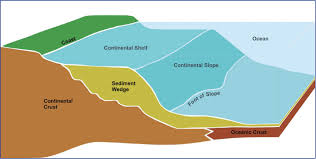 Coast
Continental Shelf
Ocean
Continental Slope
Sediment
Wedge
Foot of Slope
Continental
Crust
Oceanic Crust